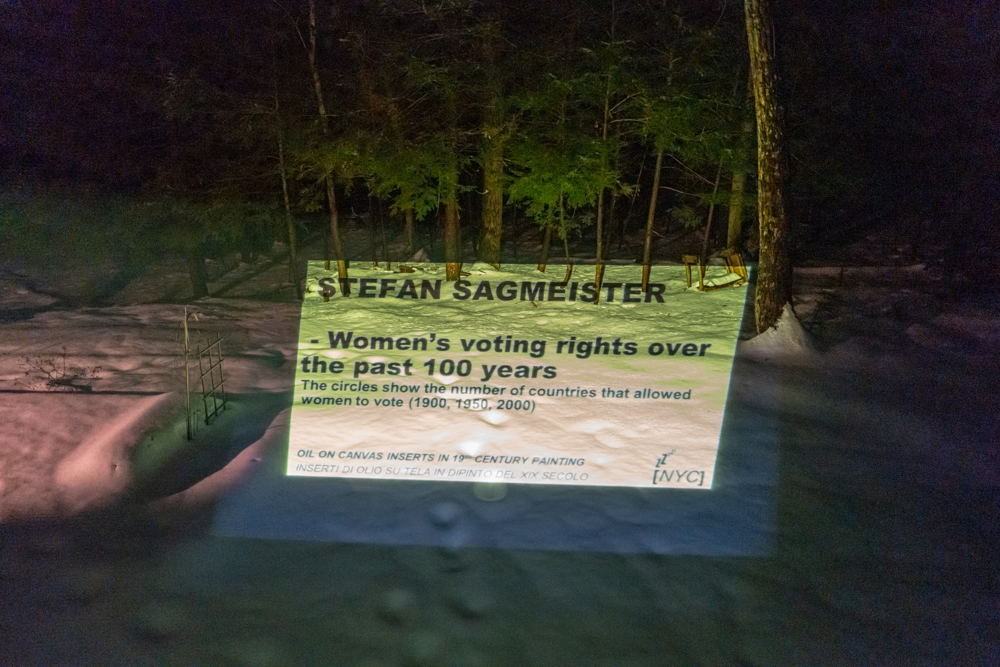 STEFAN SAGMEISTER
- Women's voting rights over
the past 100 years
The circles show the number of countries that allowed
women to vote (1900, 1950, 2000)
OIL ON CANVAS INSERTS IN 19th CENTURY PAINTING
INSERTI DI OLIO SU TELA IN DIPINTO DEL XIX SECOLO
zZzzz
[NYC]